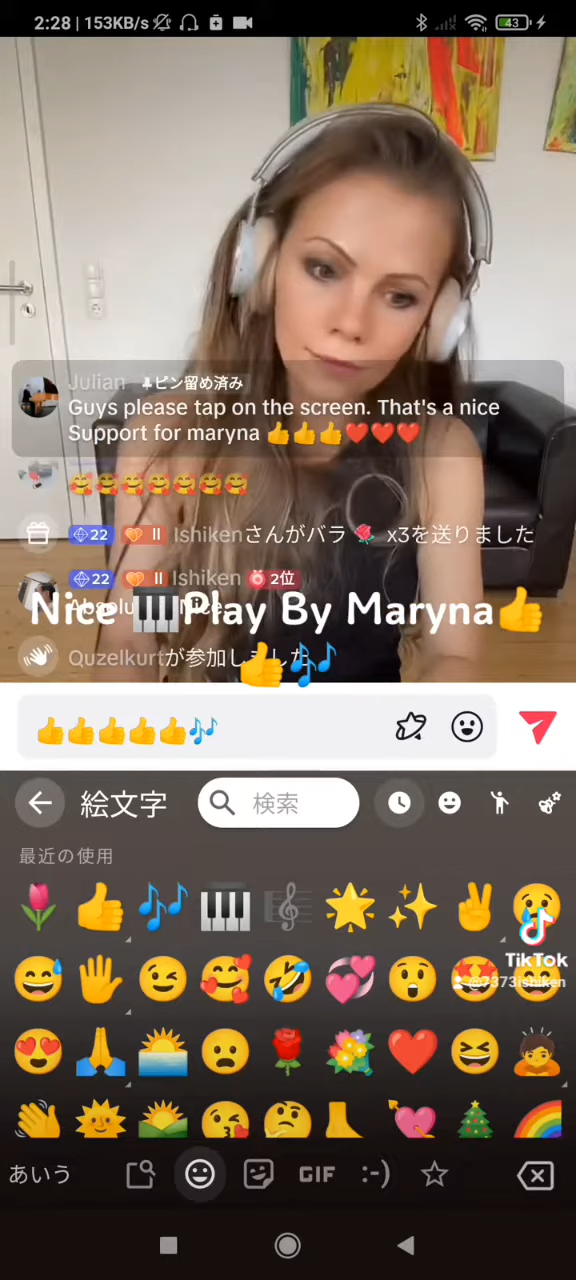 2:28 | 153KB/s
43
Julian ピン留め済み
Guys please tap on the screen. That's a nice
Support for maryna 👍👍👍❤️❤️❤️
🥰🥰🥰🥰🥰🥰
22 II Ishikenさんがバラ🌹 x3を送りました
22 II Ishiken 2位
Nice 🎹Play By Maryna👍
Nice
👍🎶
Quzelkurtが参加しました
👍👍👍👍👍🎶
絵文字
検索
最近の使用
TikTok
@7373ishiken
あいう
GIF
:-)